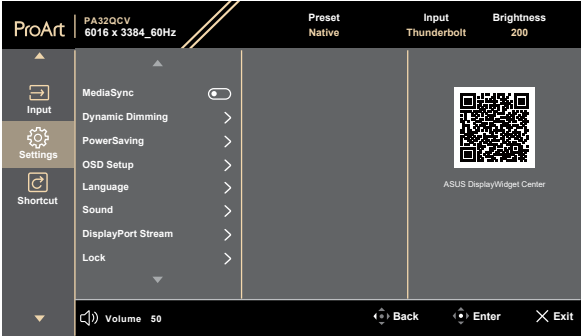 ProArt
PA32QCV
6016 x 3384_60Hz
Preset
Native
Input
Thunderbolt
Brightness
200
Input
Settings
Shortcut
MediaSync
Dynamic Dimming
PowerSaving
OSD Setup
Language
Sound
DisplayPort Stream
Lock
ASUS DisplayWidget Center
Volume 50
Back
Enter
Exit